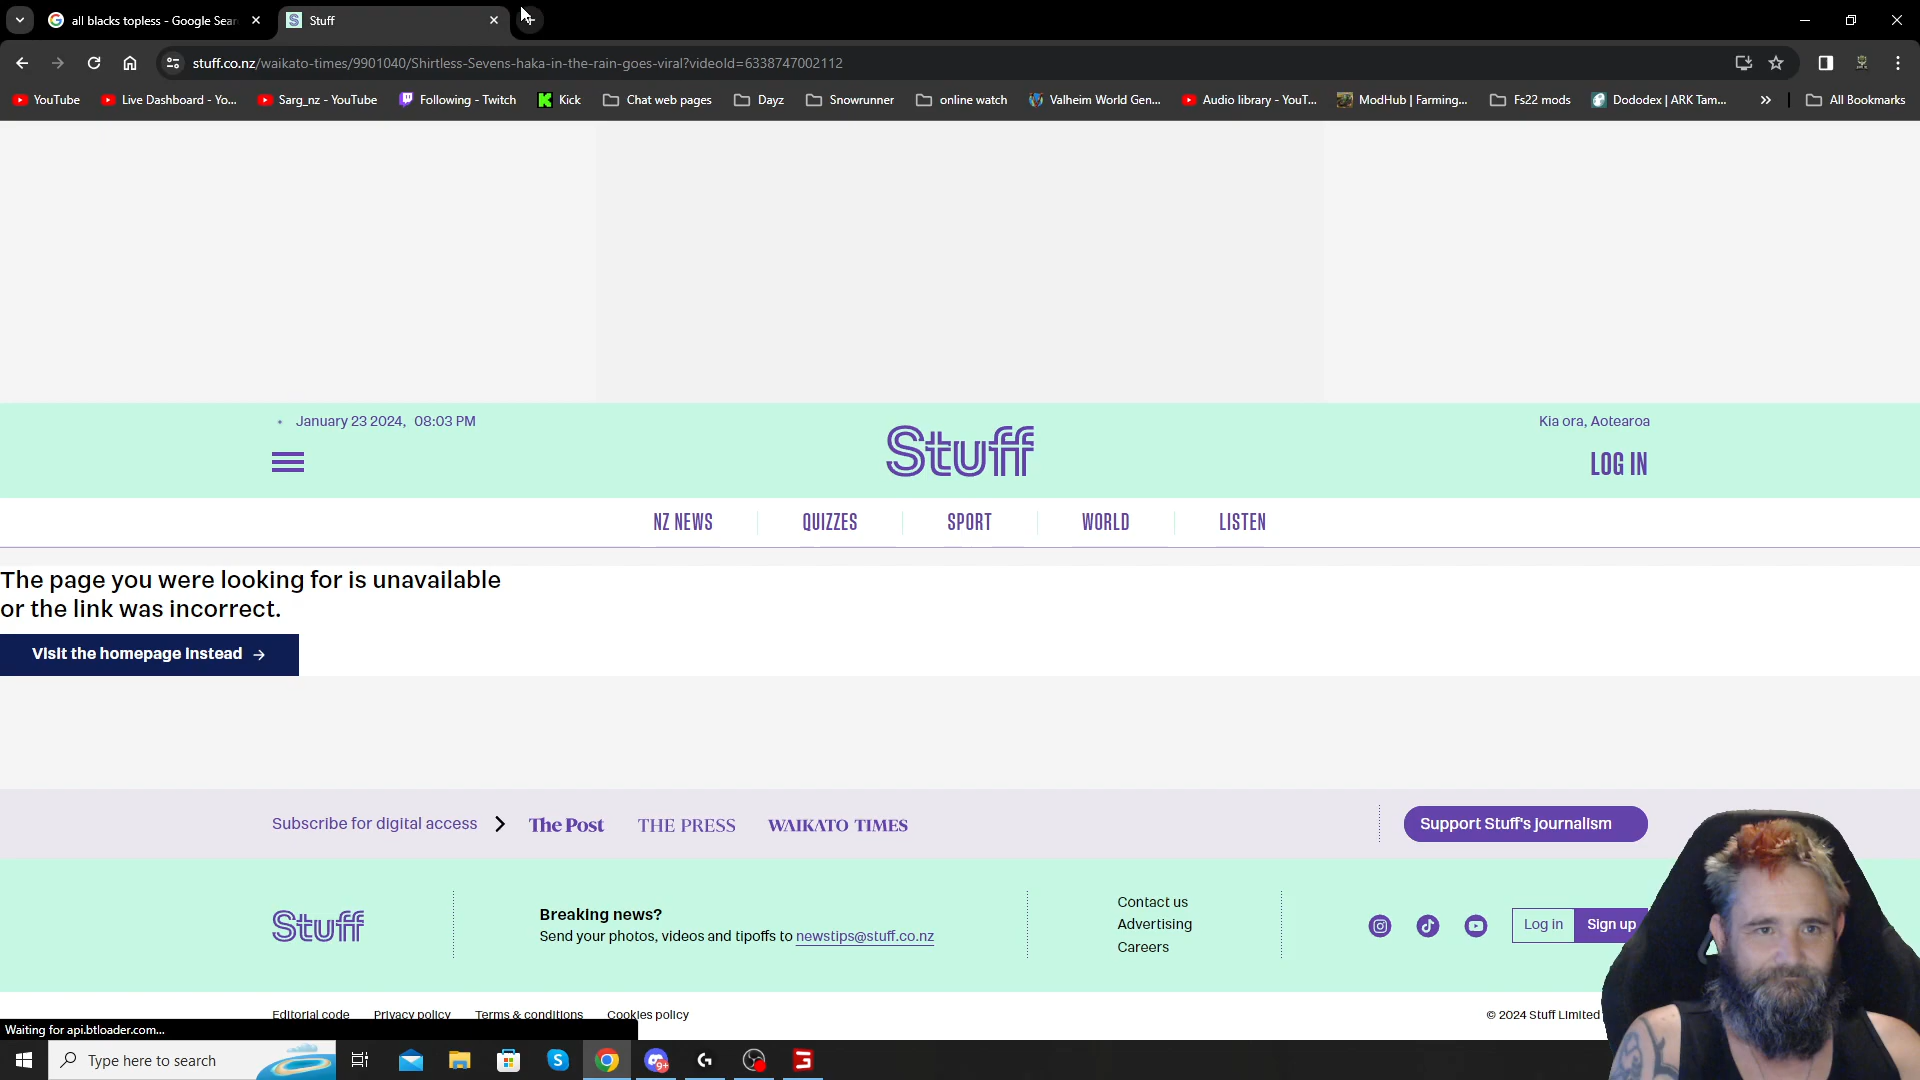 all blacks topless - Google Sear
Stuff
stuff.co.nz/waikato-times/9901040/Shirtless-Sevens-haka-in-the-rain-goes-viral?videoId=6338747002112
YouTube
Live Dashboard - Yo...
Sarg_nz - YouTube
Following - Twitch
Kick
Chat web pages
Dayz
Snowrunner
online watch
Valheim World Gen...
Audio library - YouT...
ModHub | Farming...
Fs22 mods
Dododex | ARK Tam...
All Bookmarks
January 23 2024, 08:03 PM
Stuff
Kia ora, Aotearoa
LOG IN
NZ NEWS
QUIZZES
SPORT
WORLD
LISTEN
The page you were looking for is unavailable
or the link was incorrect.
Visit the homepage instead →
Subscribe for digital access
The Post
THE PRESS
WAIKATO TIMES
Support Stuff's journalism
Stuff
Breaking news?
Send your photos, videos and tipoffs to newstips@stuff.co.nz
Contact us
Advertising
Careers
Log in
Sign up
Editorial code
Privacy policy
Terms & conditions
Cookies policy
© 2024 Stuff Limited
Waiting for api.btloader.com...
Type here to search
9+